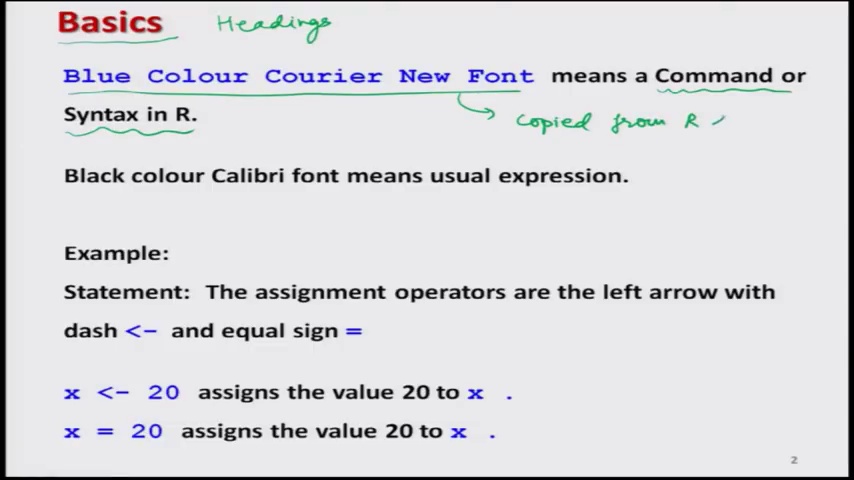 Basics Headings
Blue Colour Courier New Font means a Command or
Syntax in R.
copied from R
Black colour Calibri font means usual expression.
Example:
Statement: The assignment operators are the left arrow with
dash <- and equal sign =
x <- 20 assigns the value 20 to x .
x = 20 assigns the value 20 to x .
2